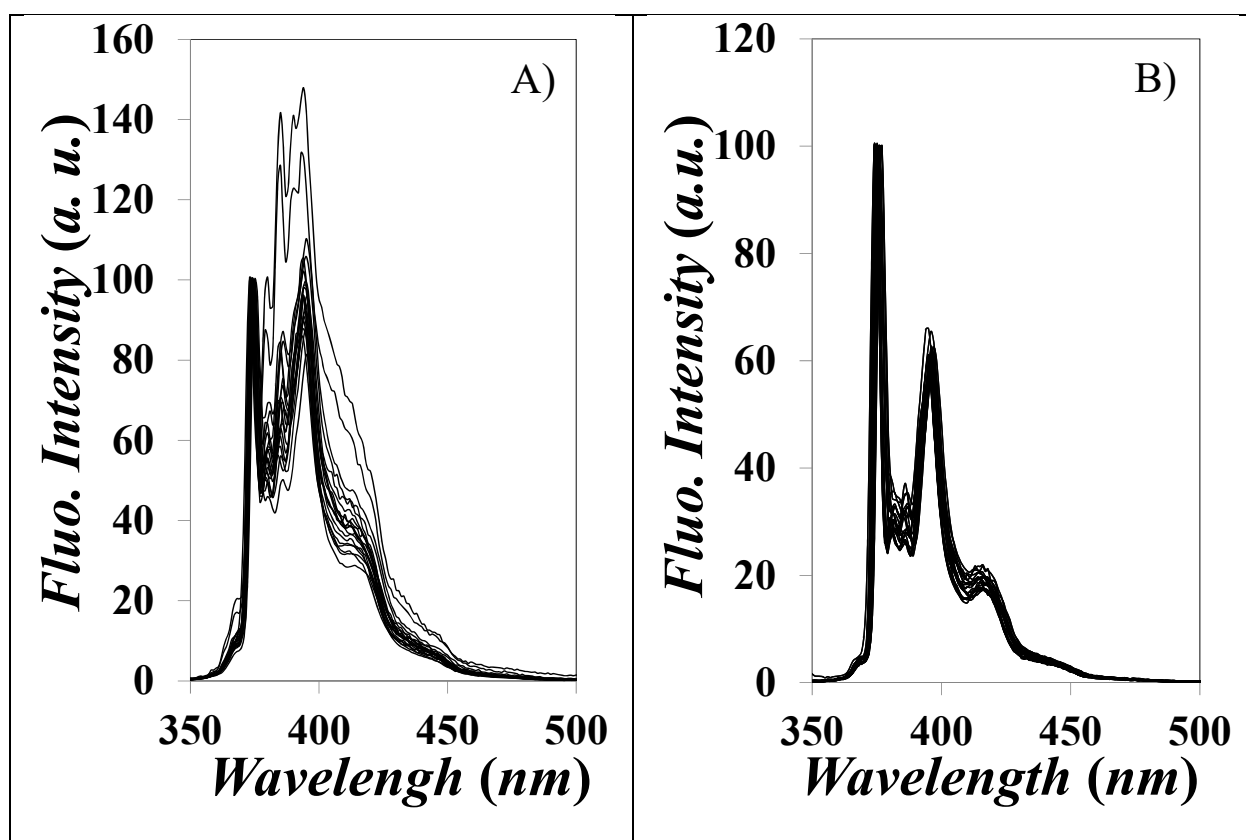 A)
Fluo. Intensity (a. u.)
160
140
120
100
80
60
40
20
0
350 400 450 500
Wavelengh (nm)
B)
Fluo. Intensity (a.u.)
120
100
80
60
40
20
0
350 400 450 500
Wavelength (nm)